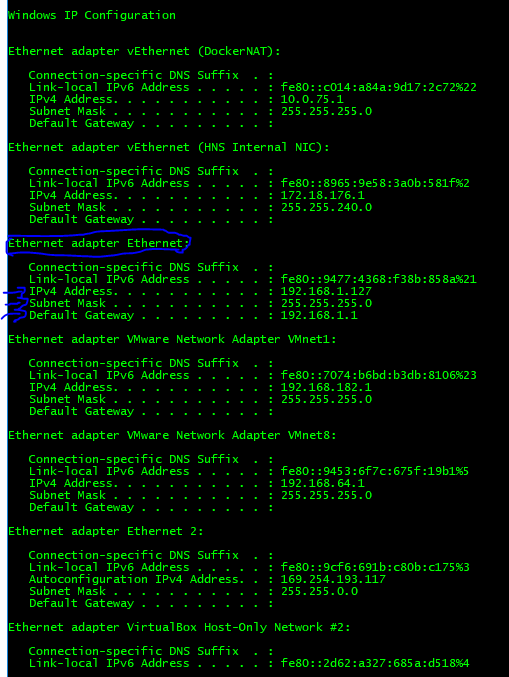 Windows IP Configuration
Ethernet adapter vEthernet (DockerNAT):
Connection-specific DNS Suffix . :
Link-local IPv6 Address . . . . . : fe80::c014:a84a:9d17:2c72%22
IPv4 Address. . . . . . . . . . . : 10.0.75.1
Subnet Mask . . . . . . . . . . . : 255.255.255.0
Default Gateway . . . . . . . . . :
Ethernet adapter vEthernet (HNS Internal NIC):
Connection-specific DNS Suffix . :
Link-local IPv6 Address . . . . . : fe80::8965:9e58:3a0b:581f%2
IPv4 Address. . . . . . . . . . . : 172.18.176.1
Subnet Mask . . . . . . . . . . . : 255.255.240.0
Default Gateway . . . . . . . . . :
Ethernet adapter Ethernet:
Connection-specific DNS Suffix . :
Link-local IPv6 Address . . . . . : fe80::9477:4368:f38b:858a%21
IPv4 Address. . . . . . . . . . . : 192.168.1.127
Subnet Mask . . . . . . . . . . . : 255.255.255.0
Default Gateway . . . . . . . . . : 192.168.1.1
Ethernet adapter VMware Network Adapter VMnet1:
Connection-specific DNS Suffix . :
Link-local IPv6 Address . . . . . : fe80::7074:b6bd:b3db:8106%23
IPv4 Address. . . . . . . . . . . : 192.168.182.1
Subnet Mask . . . . . . . . . . . : 255.255.255.0
Default Gateway . . . . . . . . . :
Ethernet adapter VMware Network Adapter VMnet8:
Connection-specific DNS Suffix . :
Link-local IPv6 Address . . . . . : fe80::9453:6f7c:675f:19b1%5
IPv4 Address. . . . . . . . . . . : 192.168.64.1
Subnet Mask . . . . . . . . . . . : 255.255.255.0
Default Gateway . . . . . . . . . :
Ethernet adapter Ethernet 2:
Connection-specific DNS Suffix . :
Link-local IPv6 Address . . . . . : fe80::9cf6:691b:c80b:c175%3
Autoconfiguration IPv4 Address. . : 169.254.193.117
Subnet Mask . . . . . . . . . . . : 255.255.0.0
Default Gateway . . . . . . . . . :
Ethernet adapter VirtualBox Host-Only Network #2:
Connection-specific DNS Suffix . :
Link-local IPv6 Address . . . . . : fe80::2d62:a327:685a:d518%4